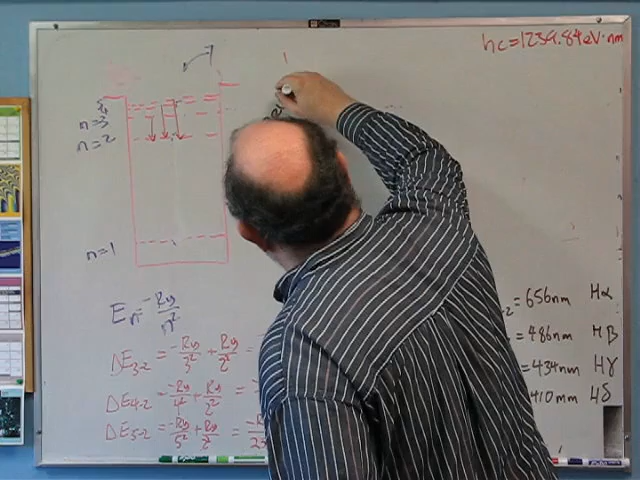 hc=1239.84eV·nm
n=3
n=2
n=1
Eₙ = -Ry/n²
ΔE₃₋₂ = -Ry/3² + Ry/2² =
= 656nm Hα
ΔE₄₋₂ = -Ry/4² + Ry/2² =
= 486nm Hβ
ΔE₅₋₂ = -Ry/5² + Ry/2² =
= 434nm Hγ
410nm Hδ